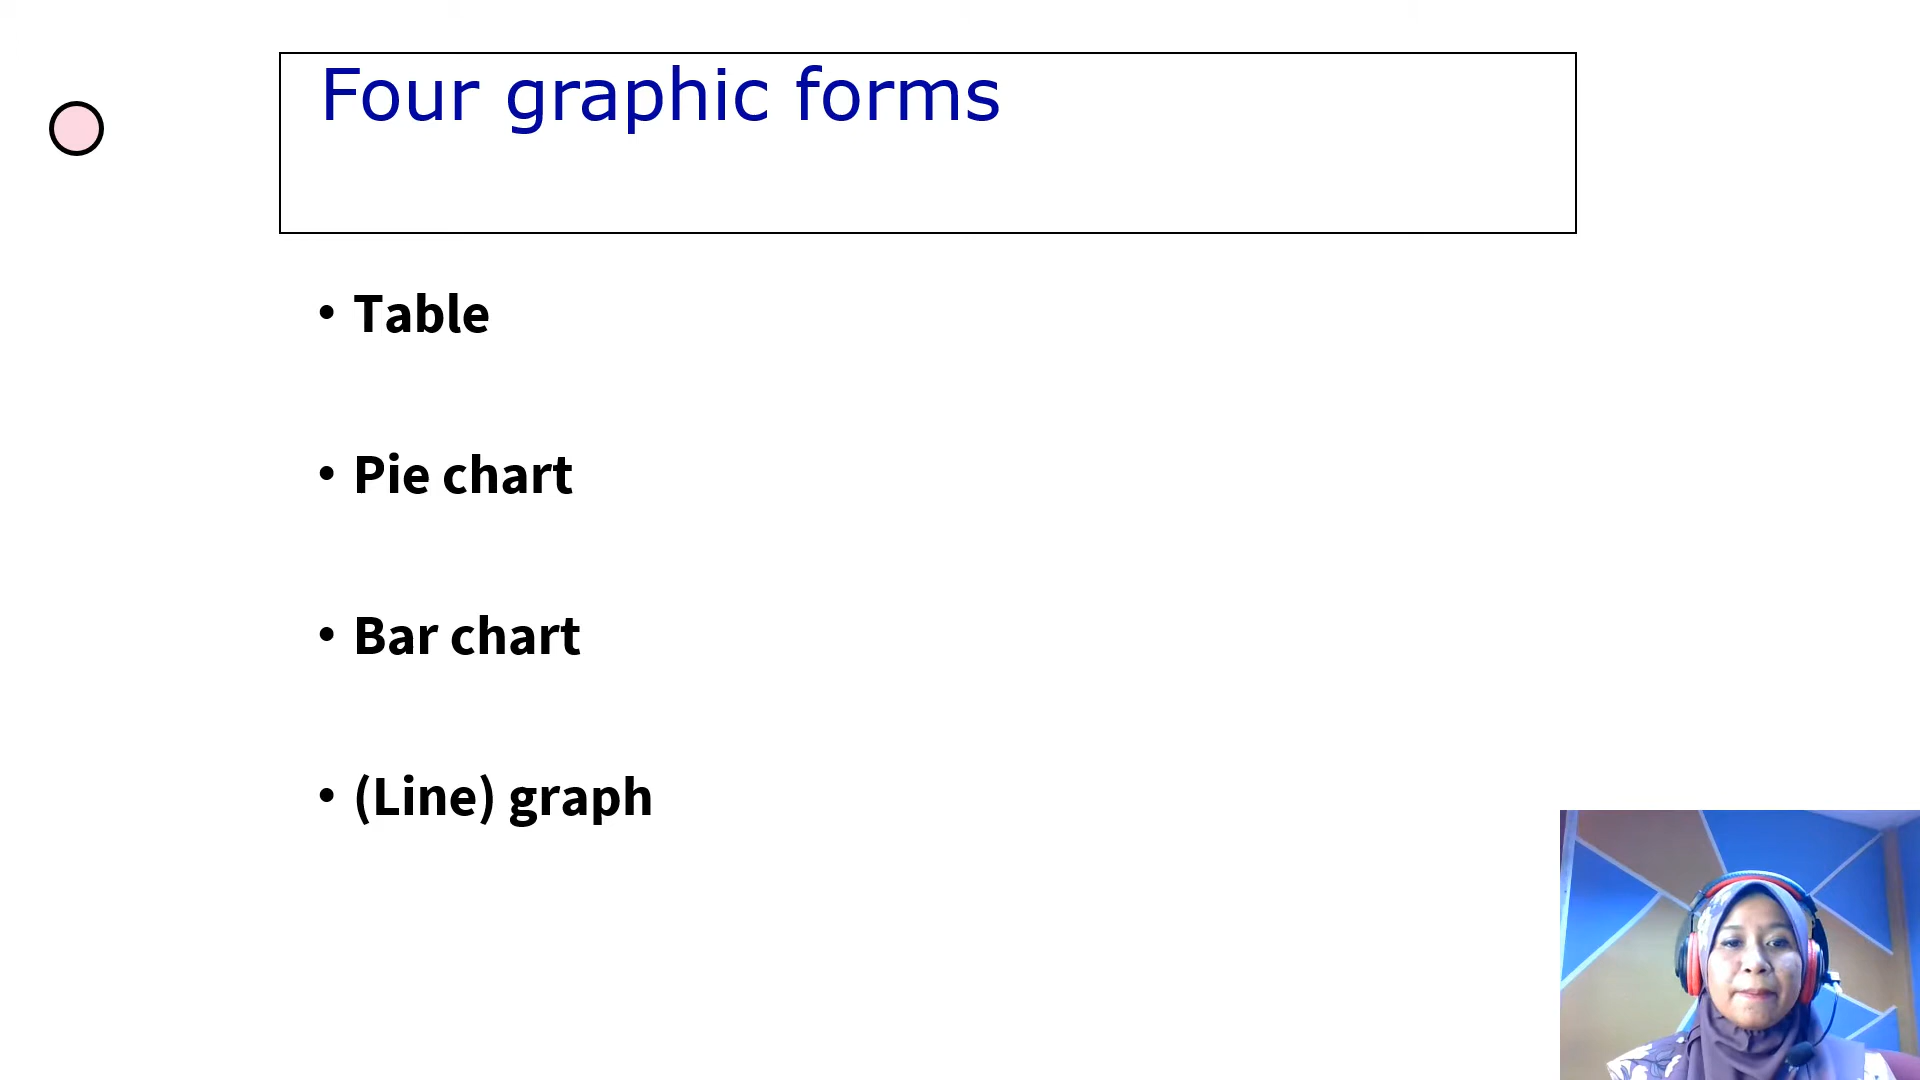 Four graphic forms
• Table
• Pie chart
• Bar chart
• (Line) graph